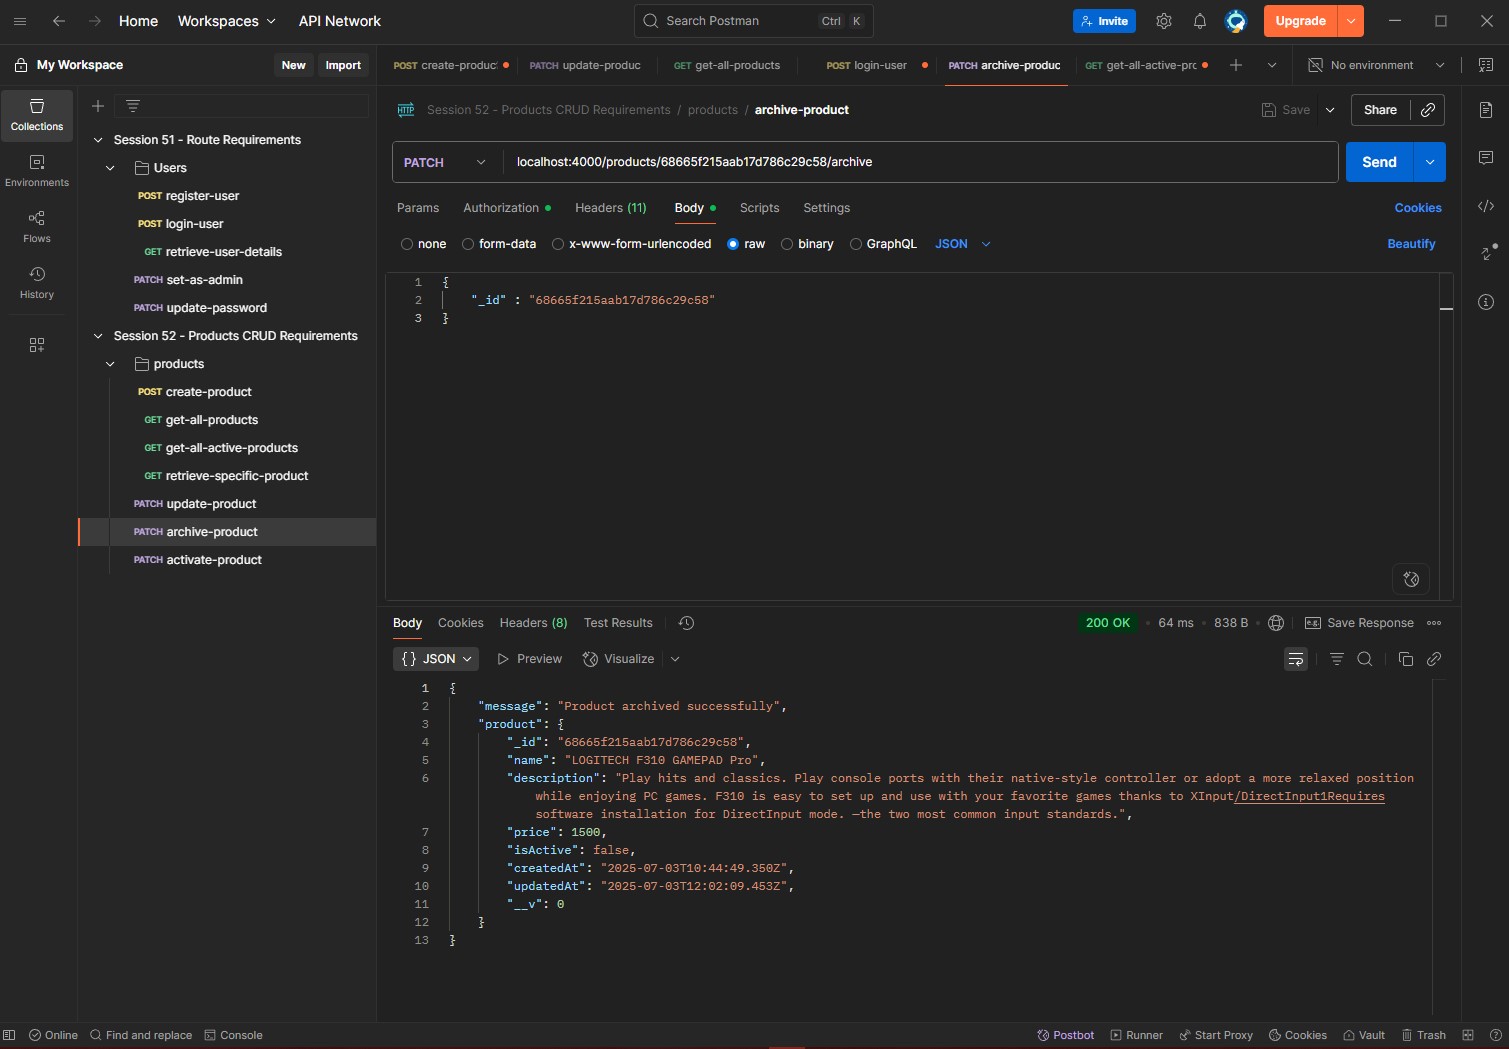 Home Workspaces API Network Search Postman Ctrl K Invite Upgrade
My Workspace New Import
POST create-produc PATCH update-produc GET get-all-products POST login-user PATCH archive-produc GET get-all-active-prc No environment
Collections
Environments
Flows
History
Session 51 - Route Requirements
Users
POST register-user
POST login-user
GET retrieve-user-details
PATCH set-as-admin
PATCH update-password
Session 52 - Products CRUD Requirements
products
POST create-product
GET get-all-products
GET get-all-active-products
GET retrieve-specific-product
PATCH update-product
PATCH archive-product
PATCH activate-product
HTTP Session 52 - Products CRUD Requirements / products / archive-product Save Share
PATCH localhost:4000/products/68665f215aab17d786c29c58/archive Send
Params Authorization Headers (11) Body Scripts Settings Cookies
none form-data x-www-form-urlencoded raw binary GraphQL JSON Beautify
1 {
2 "_id" : "68665f215aab17d786c29c58"
3 }
Body Cookies Headers (8) Test Results 200 OK 64 ms 838 B e.g. Save Response
{} JSON Preview Visualize
1 {
2 "message": "Product archived successfully",
3 "product": {
4 "_id": "68665f215aab17d786c29c58",
5 "name": "LOGITECH F310 GAMEPAD Pro",
6 "description": "Play hits and classics. Play console ports with their native-style controller or adopt a more relaxed position
while enjoying PC games. F310 is easy to set up and use with your favorite games thanks to XInput/DirectInput1Requires
software installation for DirectInput mode. —the two most common input standards.",
7 "price": 1500,
8 "isActive": false,
9 "createdAt": "2025-07-03T10:44:49.350Z",
10 "updatedAt": "2025-07-03T12:02:09.453Z",
11 "__v": 0
12 }
13 }
Online Find and replace Console Postbot Runner Start Proxy Cookies Vault Trash